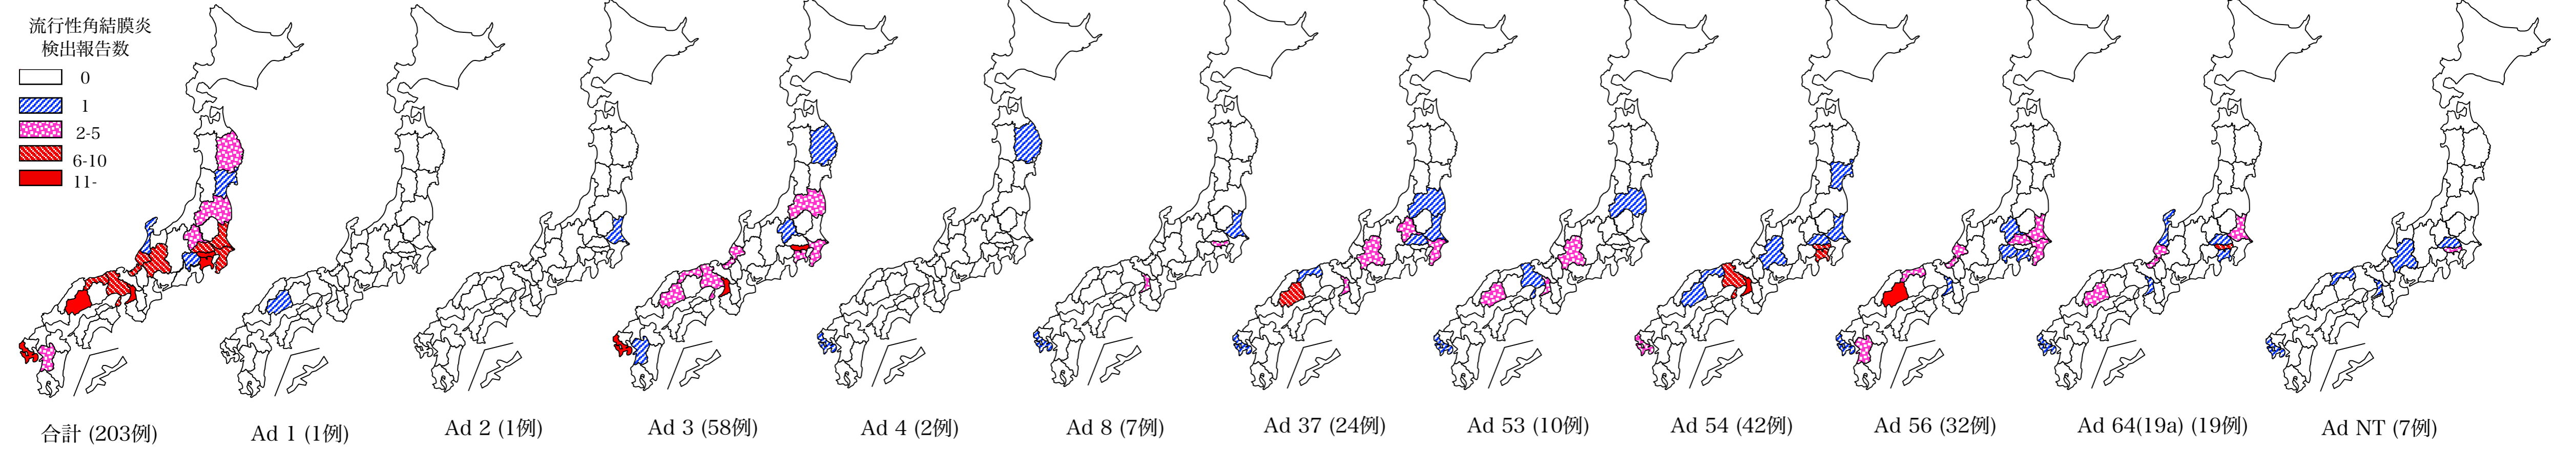 流行性角結膜炎
検出報告数
0
1
2-5
6-10
11-
合計 (203例)
Ad 1 (1例)
Ad 2 (1例)
Ad 3 (58例)
Ad 4 (2例)
Ad 8 (7例)
Ad 37 (24例)
Ad 53 (10例)
Ad 54 (42例)
Ad 56 (32例)
Ad 64(19a) (19例)
Ad NT (7例)